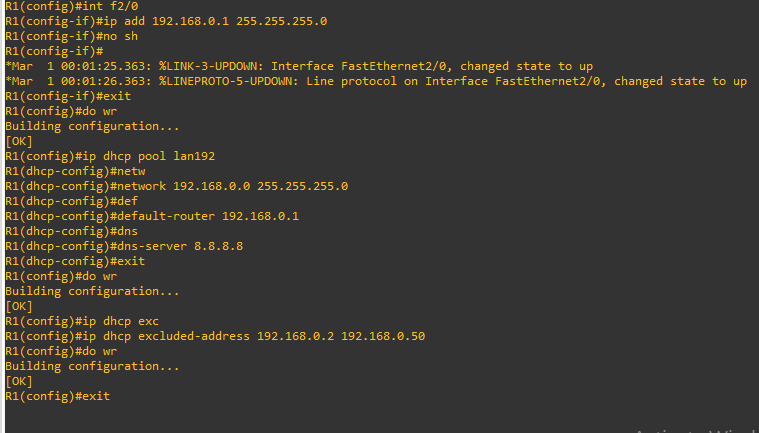 R1(config)#int f2/0
R1(config-if)#ip add 192.168.0.1 255.255.255.0
R1(config-if)#no sh
R1(config-if)#
*Mar  1 00:01:25.363: %LINK-3-UPDOWN: Interface FastEthernet2/0, changed state to up
*Mar  1 00:01:26.363: %LINEPROTO-5-UPDOWN: Line protocol on Interface FastEthernet2/0, changed state to up
R1(config-if)#exit
R1(config)#do wr
Building configuration...
[OK]
R1(config)#ip dhcp pool lan192
R1(dhcp-config)#netw
R1(dhcp-config)#network 192.168.0.0 255.255.255.0
R1(dhcp-config)#def
R1(dhcp-config)#default-router 192.168.0.1
R1(dhcp-config)#dns
R1(dhcp-config)#dns-server 8.8.8.8
R1(dhcp-config)#exit
R1(config)#do wr
Building configuration...
[OK]
R1(config)#ip dhcp exc
R1(config)#ip dhcp excluded-address 192.168.0.2 192.168.0.50
R1(config)#do wr
Building configuration...
[OK]
R1(config)#exit